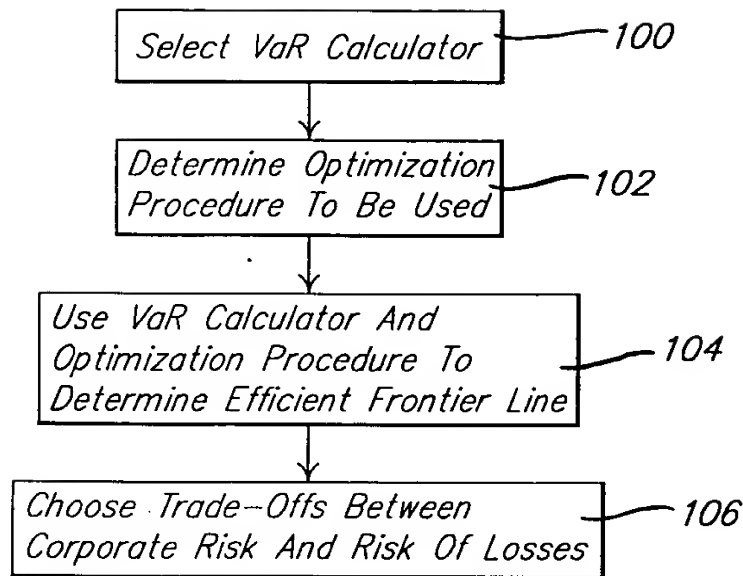 Select VaR Calculator
100
Determine Optimization
Procedure To Be Used
102
Use VaR Calculator And
Optimization Procedure To
Determine Efficient Frontier Line
104
Choose Trade-Offs Between
Corporate Risk And Risk Of Losses
106